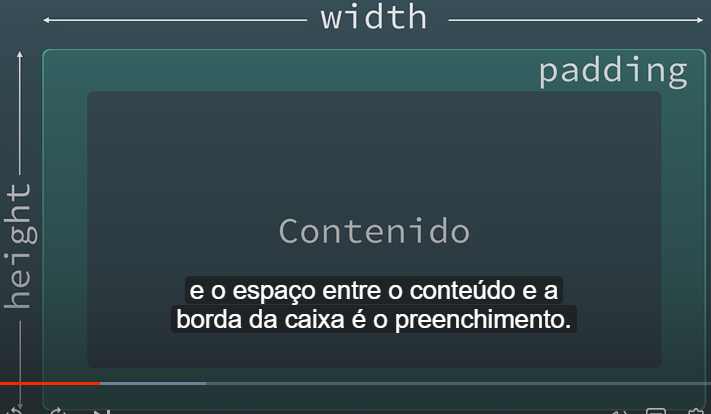 width
padding
height
Contenido
e o espaço entre o conteúdo e a
borda da caixa é o preenchimento.